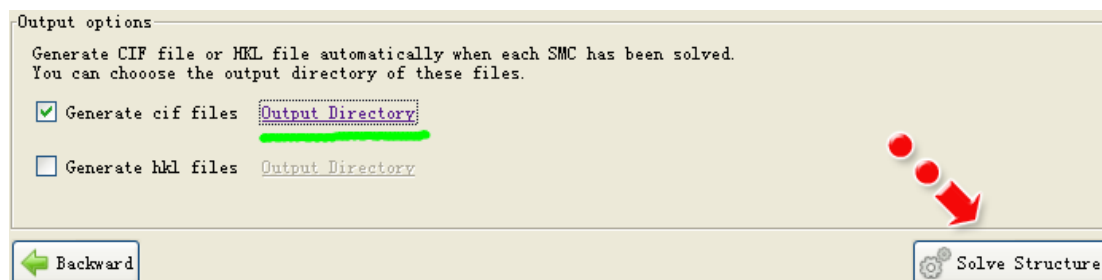 Output options
Generate CIF file or HKL file automatically when each SMC has been solved.
You can chooose the output directory of these files.
Generate cif files Output Directory
Generate hkl files Output Directory
Backward Solve Structure